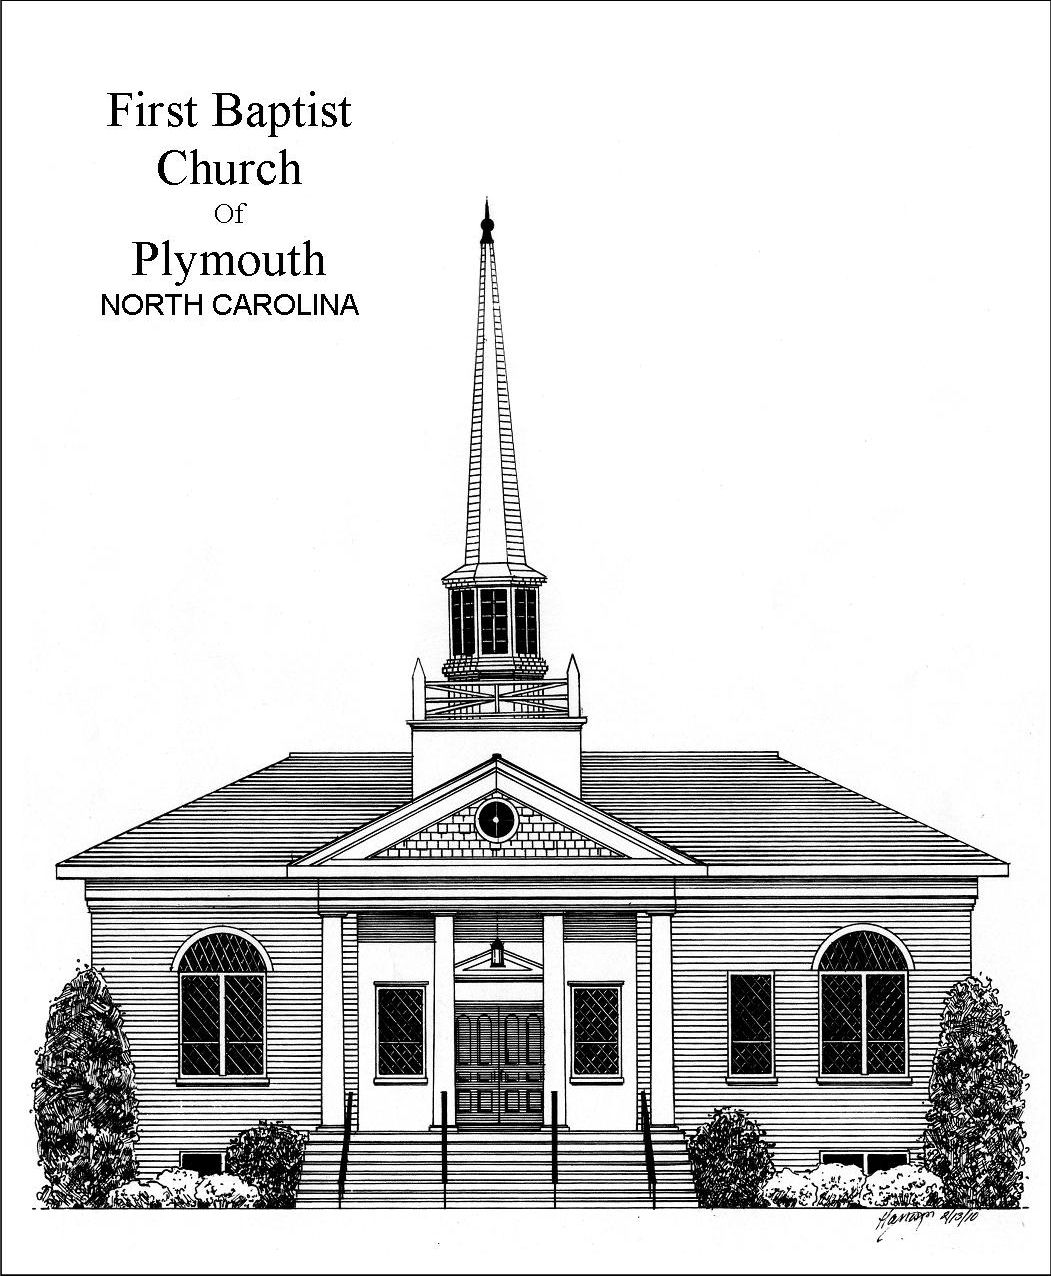 First Baptist
Church
Of
Plymouth
NORTH CAROLINA